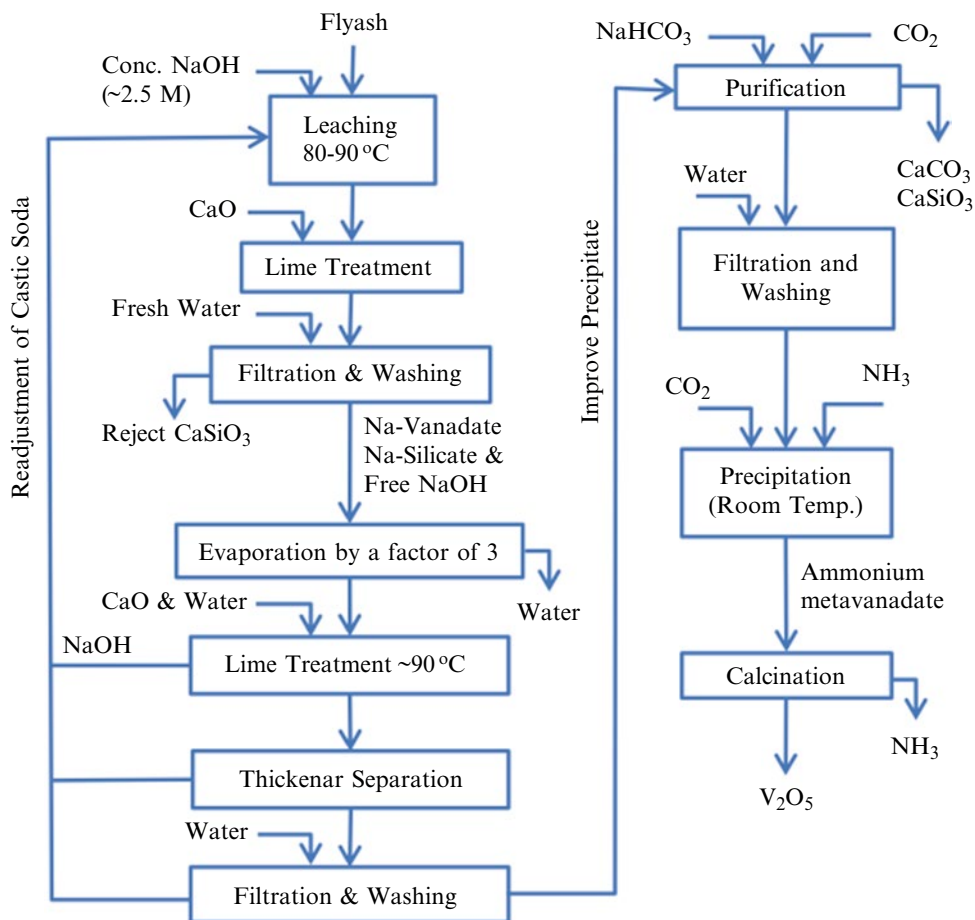 Flyash
Conc. NaOH
(~2.5 M)
Leaching
80-90 °C
CaO
Lime Treatment
Fresh Water
Filtration & Washing
Reject CaSiO3
Na-Vanadate
Na-Silicate &
Free NaOH
Evaporation by a factor of 3
Water
CaO & Water
NaOH
Lime Treatment ~90 °C
Thickenar Separation
Water
Filtration & Washing
Readjustment of Castic Soda
Improve Precipitate
NaHCO3
CO2
Purification
CaCO3
CaSiO3
Water
Filtration and
Washing
CO2
NH3
Precipitation
(Room Temp.)
Ammonium
metavanadate
Calcination
NH3
V2O5